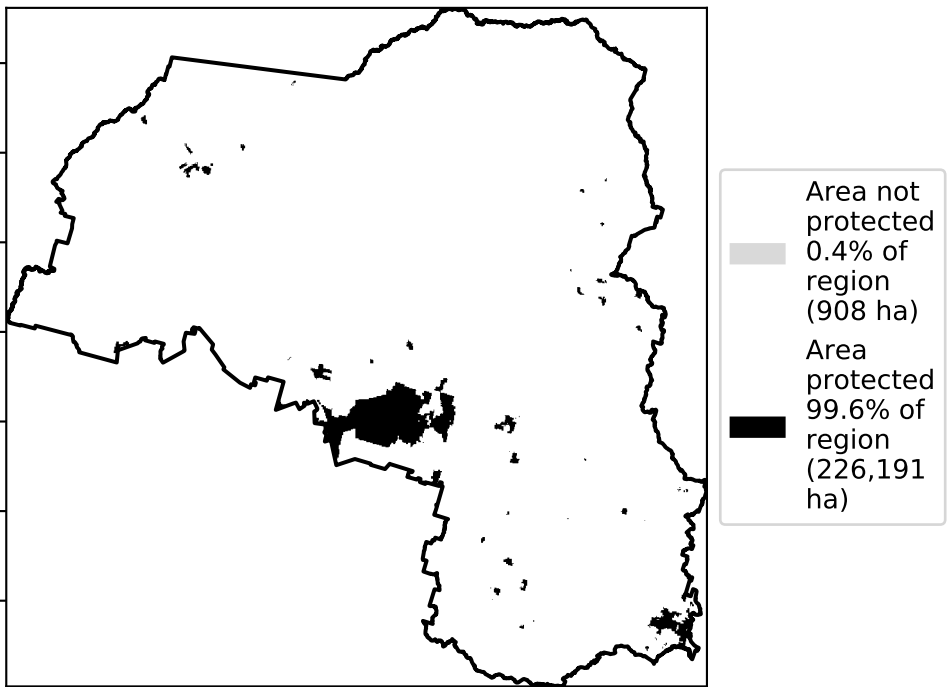 Area not
protected
0.4% of
region
(908 ha)
Area
protected
99.6% of
region
(226,191
ha)